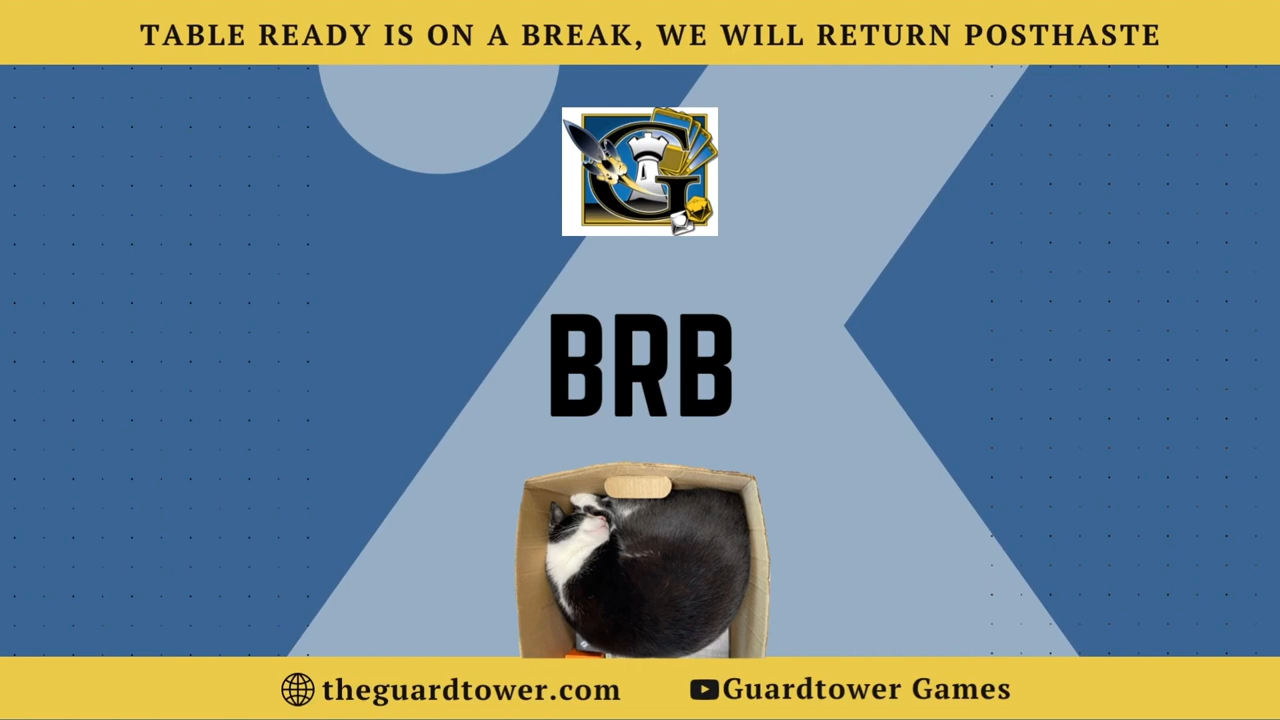 TABLE READY IS ON A BREAK, WE WILL RETURN POSTHASTE
G
BRB
theguardtower.com
Guardtower Games